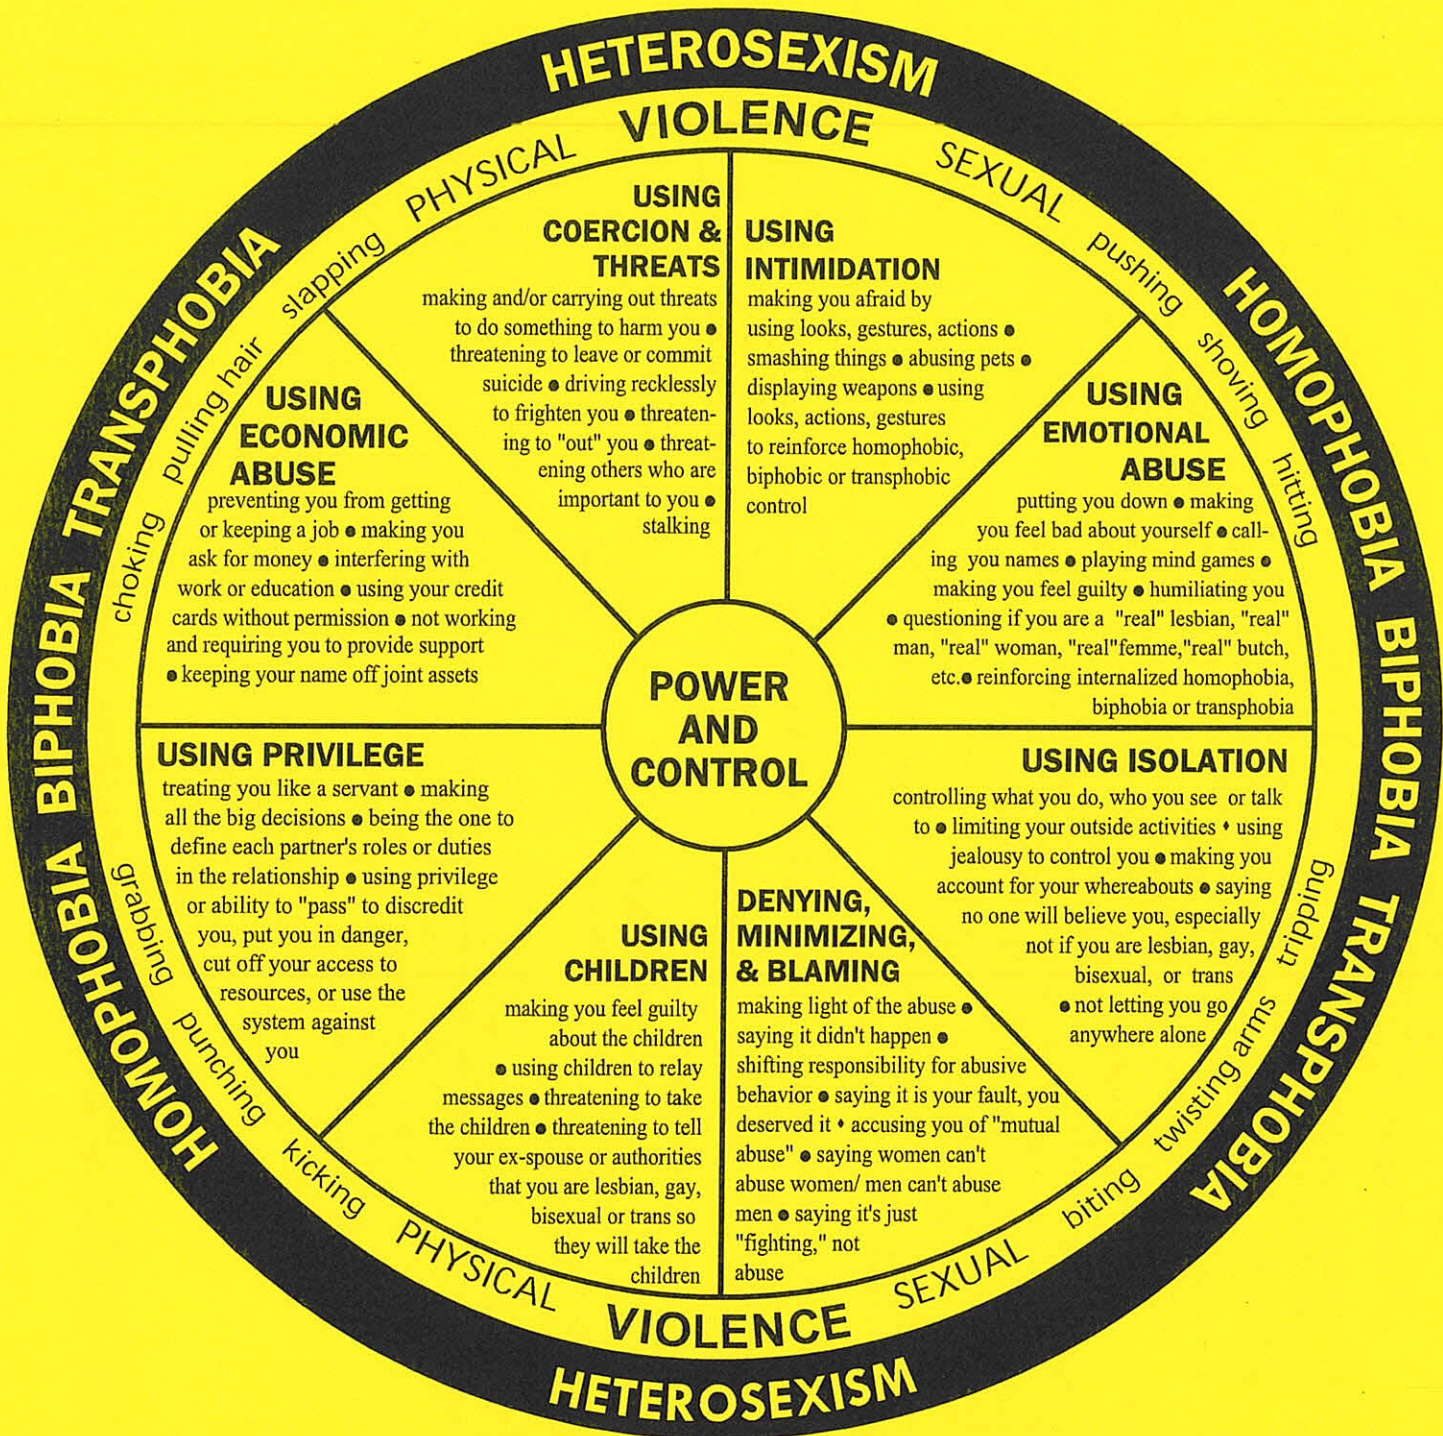 HETEROSEXISM
HOMOPHOBIA BIPHOBIA TRANSPHOBIA
HETEROSEXISM
HOMOPHOBIA BIPHOBIA TRANSPHOBIA
VIOLENCE
SEXUAL
pushing
shoving
hitting
tripping
twisting arms
biting
SEXUAL
VIOLENCE
PHYSICAL
kicking
punching
grabbing
choking
pulling hair
slapping
PHYSICAL
USING
COERCION &
THREATS
making and/or carrying out threats
to do something to harm you ●
threatening to leave or commit
suicide ● driving recklessly
to frighten you ● threaten-
ing to "out" you ● threat-
ening others who are
important to you ●
stalking
USING
INTIMIDATION
making you afraid by
using looks, gestures, actions ●
smashing things ● abusing pets ●
displaying weapons ● using
looks, actions, gestures
to reinforce homophobic,
biphobic or transphobic
control
USING
EMOTIONAL
ABUSE
putting you down ● making
you feel bad about yourself ● call-
ing you names ● playing mind games ●
making you feel guilty ● humiliating you
● questioning if you are a "real" lesbian, "real"
man, "real" woman, "real"femme,"real" butch,
etc.● reinforcing internalized homophobia,
biphobia or transphobia
USING ISOLATION
controlling what you do, who you see or talk
to ● limiting your outside activities ♦ using
jealousy to control you ● making you
account for your whereabouts ● saying
no one will believe you, especially
not if you are lesbian, gay,
bisexual, or trans
● not letting you go
anywhere alone
DENYING,
MINIMIZING,
& BLAMING
making light of the abuse ●
saying it didn't happen ●
shifting responsibility for abusive
behavior ● saying it is your fault, you
deserved it ♦ accusing you of "mutual
abuse" ● saying women can't
abuse women/ men can't abuse
men ● saying it's just
"fighting," not
abuse
USING
CHILDREN
making you feel guilty
about the children
● using children to relay
messages ● threatening to take
the children ● threatening to tell
your ex-spouse or authorities
that you are lesbian, gay,
bisexual or trans so
they will take the
children
USING PRIVILEGE
treating you like a servant ● making
all the big decisions ● being the one to
define each partner's roles or duties
in the relationship ● using privilege
or ability to "pass" to discredit
you, put you in danger,
cut off your access to
resources, or use the
system against
you
USING
ECONOMIC
ABUSE
preventing you from getting
or keeping a job ● making you
ask for money ● interfering with
work or education ● using your credit
cards without permission ● not working
and requiring you to provide support
● keeping your name off joint assets
POWER
AND
CONTROL